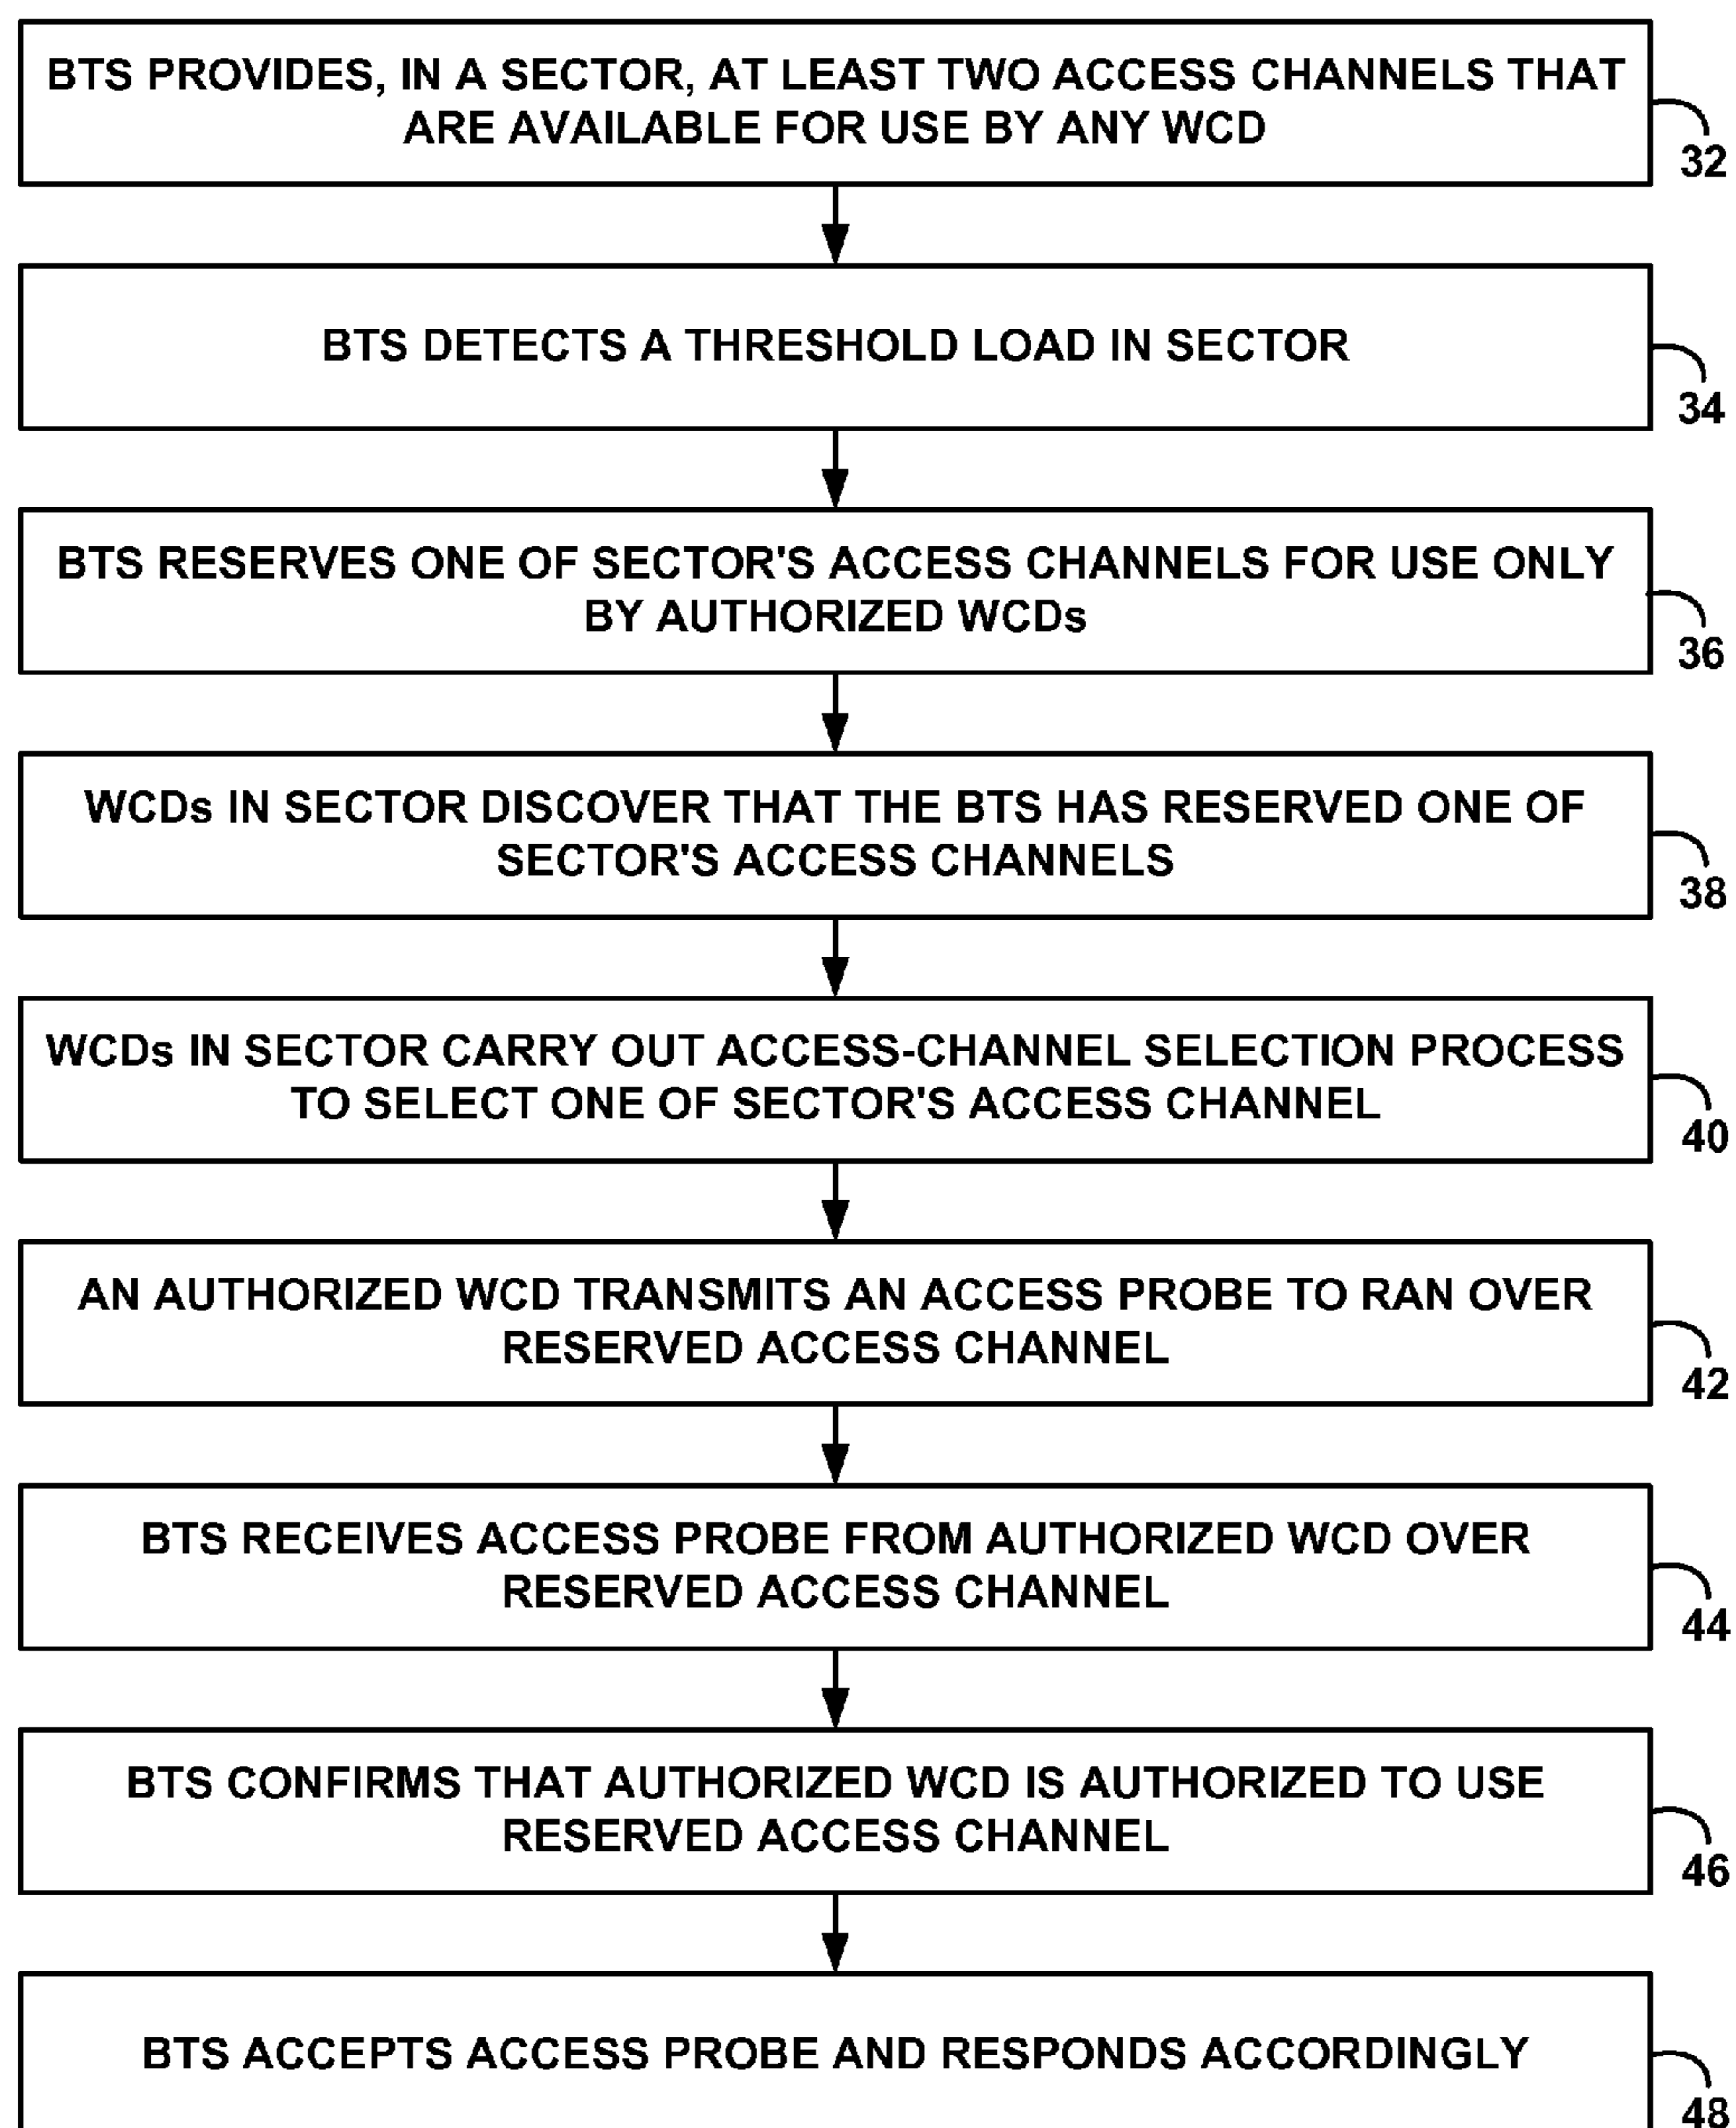 BTS PROVIDES, IN A SECTOR, AT LEAST TWO ACCESS CHANNELS THAT
ARE AVAILABLE FOR USE BY ANY WCD
32
BTS DETECTS A THRESHOLD LOAD IN SECTOR
34
BTS RESERVES ONE OF SECTOR'S ACCESS CHANNELS FOR USE ONLY
BY AUTHORIZED WCDs
36
WCDs IN SECTOR DISCOVER THAT THE BTS HAS RESERVED ONE OF
SECTOR'S ACCESS CHANNELS
38
WCDs IN SECTOR CARRY OUT ACCESS-CHANNEL SELECTION PROCESS
TO SELECT ONE OF SECTOR'S ACCESS CHANNEL
40
AN AUTHORIZED WCD TRANSMITS AN ACCESS PROBE TO RAN OVER
RESERVED ACCESS CHANNEL
42
BTS RECEIVES ACCESS PROBE FROM AUTHORIZED WCD OVER
RESERVED ACCESS CHANNEL
44
BTS CONFIRMS THAT AUTHORIZED WCD IS AUTHORIZED TO USE
RESERVED ACCESS CHANNEL
46
BTS ACCEPTS ACCESS PROBE AND RESPONDS ACCORDINGLY
48